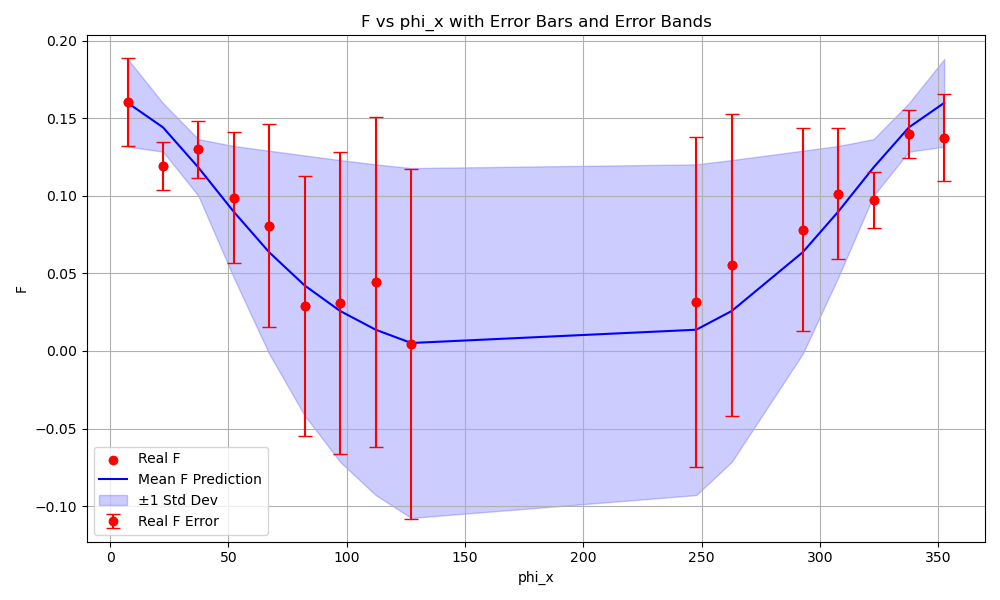 F vs phi_x with Error Bars and Error Bands
0.20
0.15
0.10
0.05
0.00
−0.05
−0.10
F
Real F
Mean F Prediction
±1 Std Dev
Real F Error
0 50 100 150 200 250 300 350
phi_x